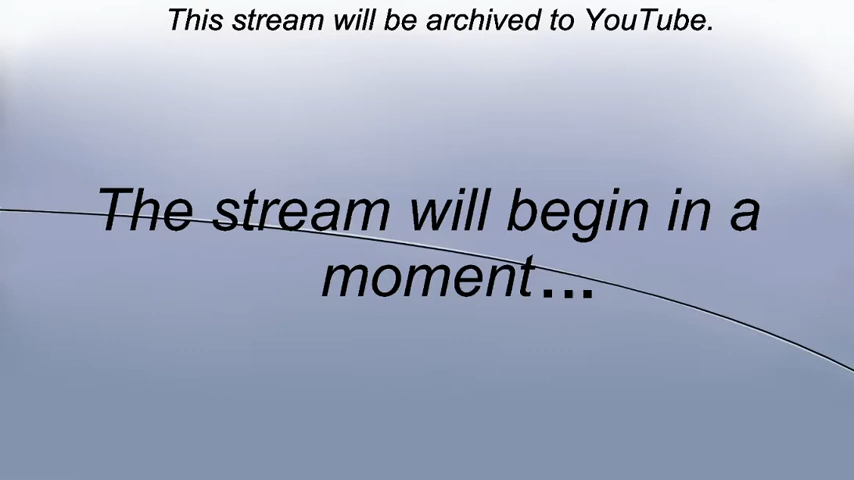 This stream will be archived to YouTube.
The stream will begin in a
moment...